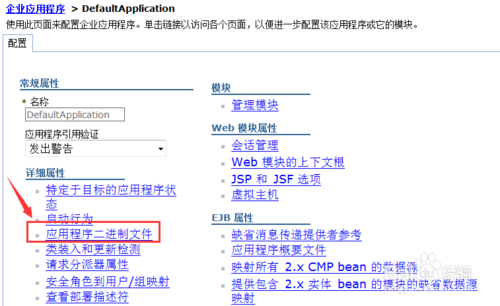 企业应用程序 > DefaultApplication
使用此页面来配置企业应用程序。单击链接以访问各个页面，以便进一步配置该应用程序或它的模块。
配置
常规属性
* 名称
DefaultApplication
应用程序引用验证
发出警告
详细属性
特定于目标的应用程序状
态
启动行为
应用程序二进制文件
类装入和更新检测
请求分派器属性
安全角色到用户/组映射
查看部署描述符
模块
管理模块
Web 模块属性
会话管理
Web 模块的上下文根
JSP 和 JSF 选项
虚拟主机
EJB 属性
缺省消息传递提供者参考
应用程序概要文件
映射所有 2.x CMP bean 的数据源
提供包含 2.x 实体 bean 的模块的缺省数据源
映射